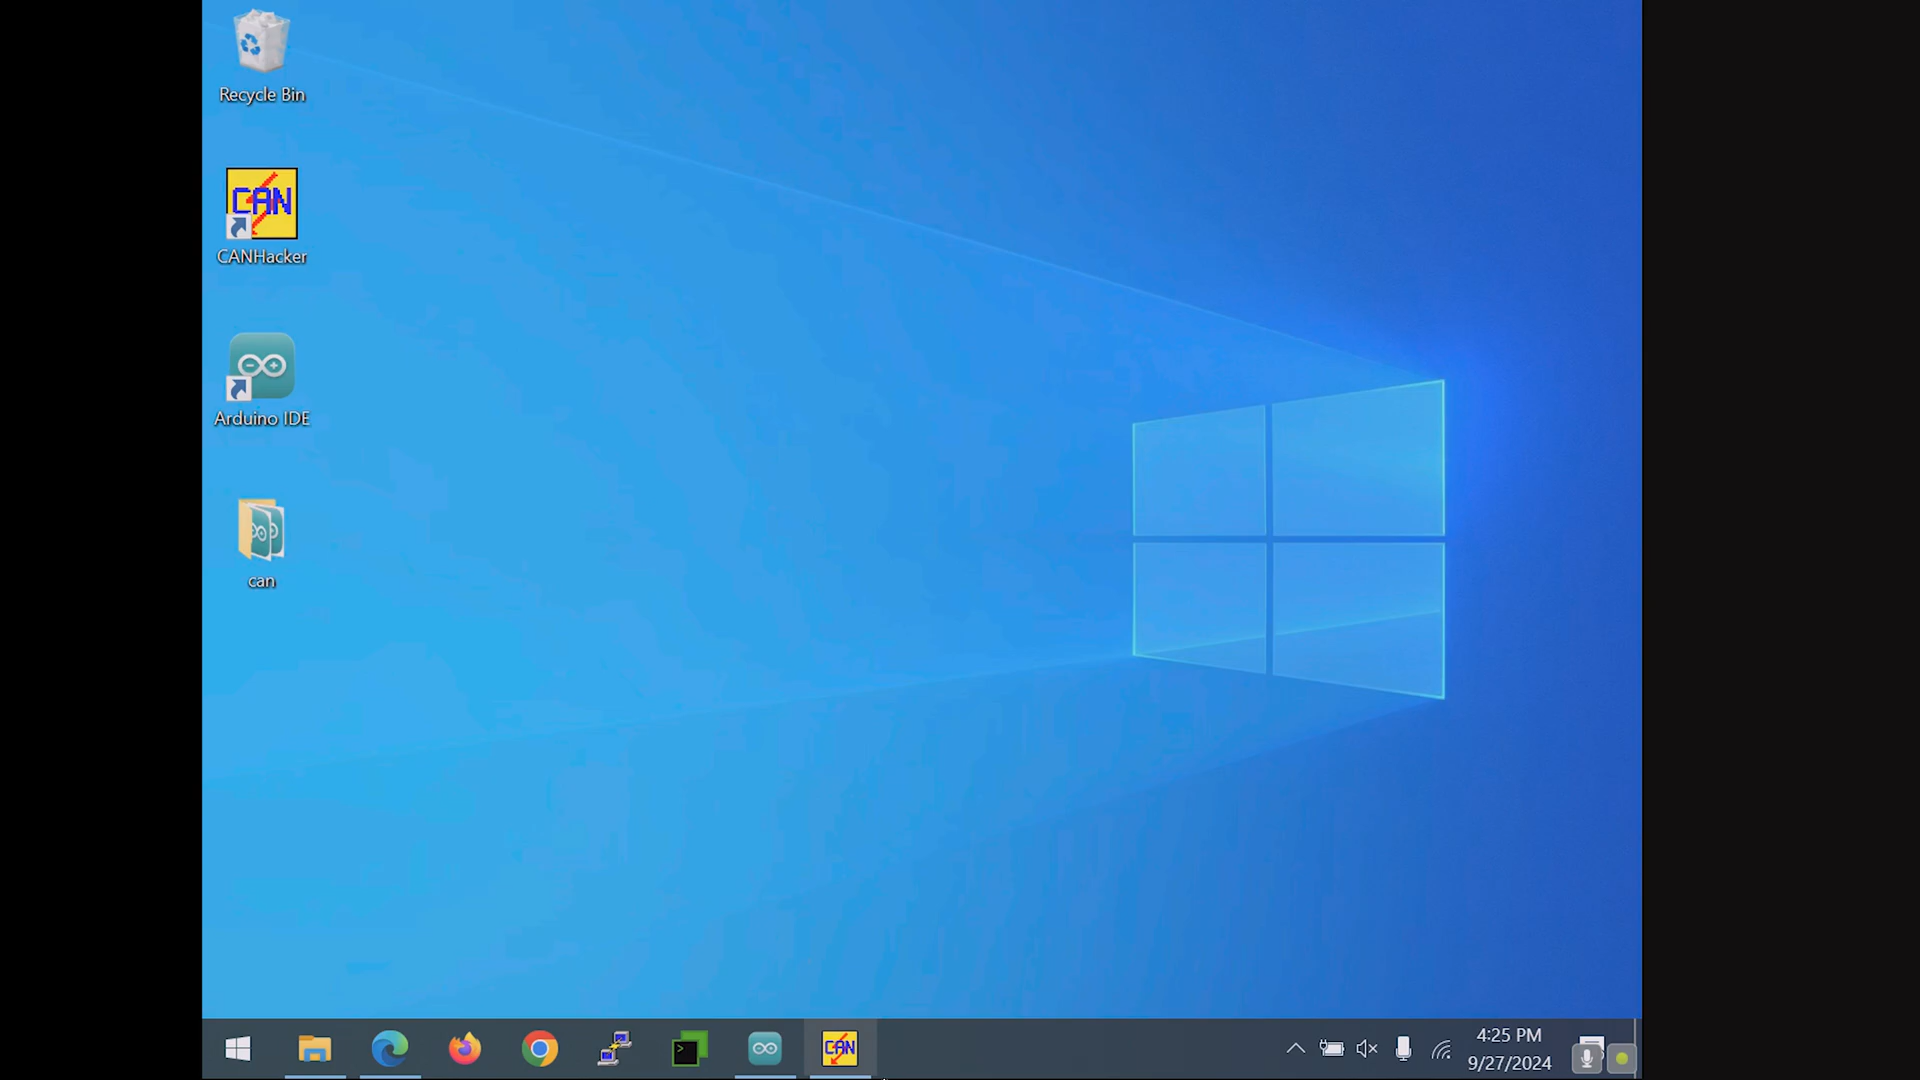 Recycle Bin
CAN
CANHacker
Arduino IDE
can
CAN
4:25 PM
9/27/2024